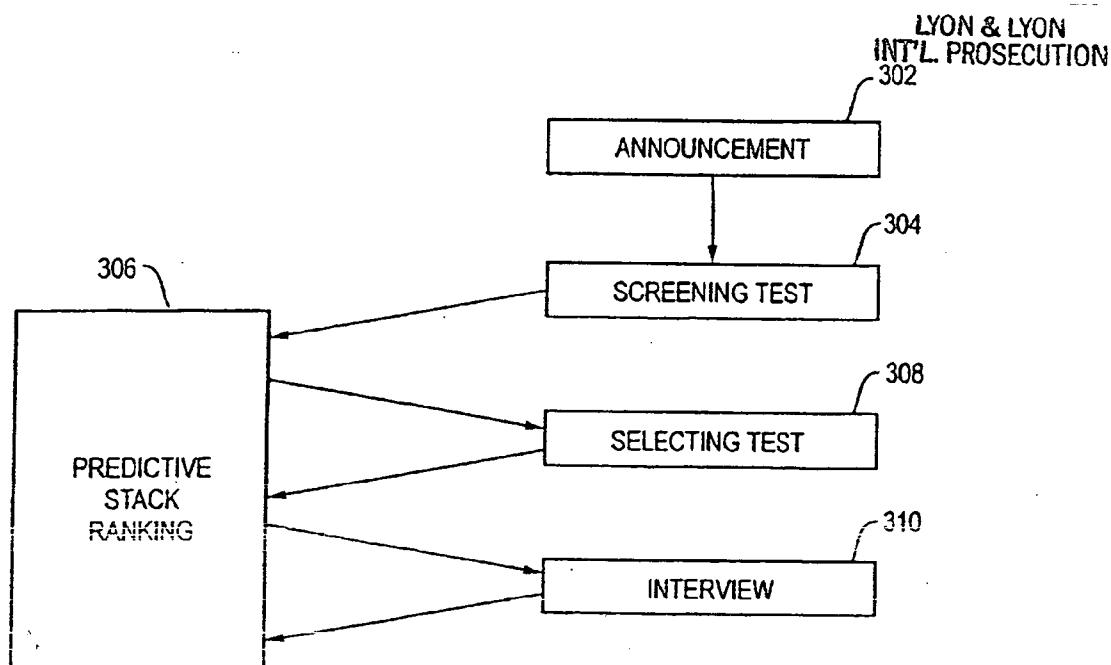 LYON & LYON
INT'L. PROSECUTION
302
ANNOUNCEMENT
304
SCREENING TEST
306
308
SELECTING TEST
PREDICTIVE
STACK
RANKING
310
INTERVIEW